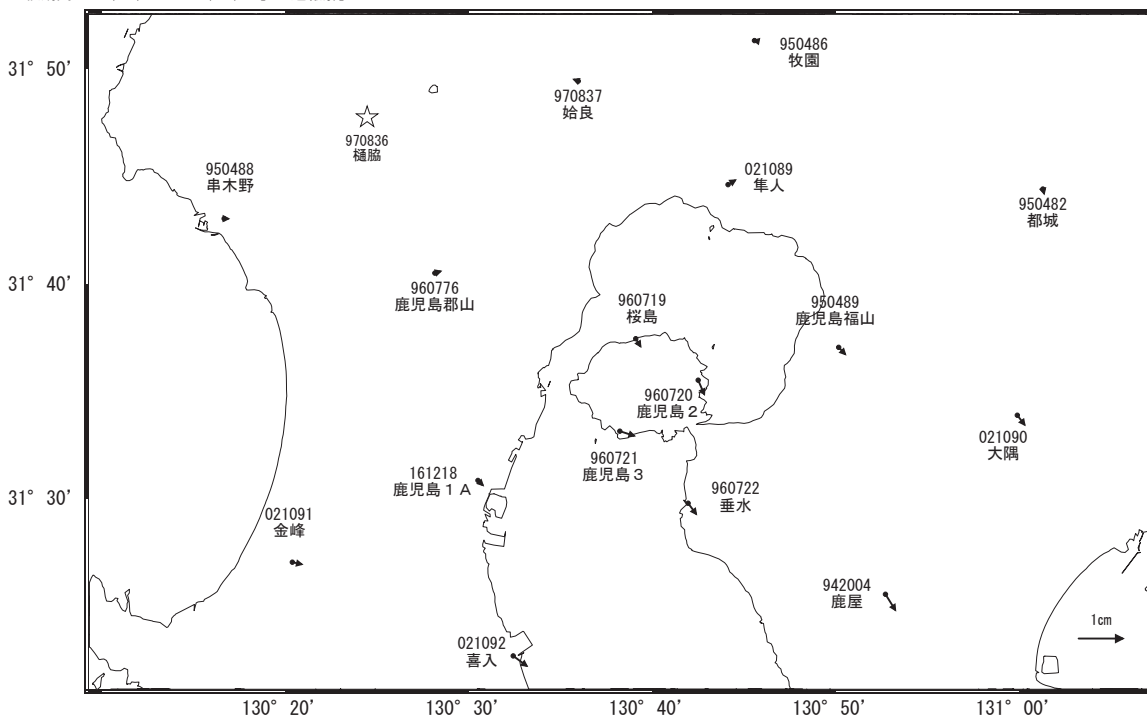 950486
牧園
31° 50'
970837
姶良
970836
樋脇
950488
串木野
021089
隼人
950482
都城
31° 40'
960776
鹿児島郡山
960719
桜島
950489
鹿児島福山
960720
鹿児島２
021090
大隅
960721
鹿児島３
161218
鹿児島１Ａ
960722
垂水
31° 30'
021091
金峰
942004
鹿屋
1cm
021092
喜入
130° 20'
130° 30'
130° 40'
130° 50'
131° 00'